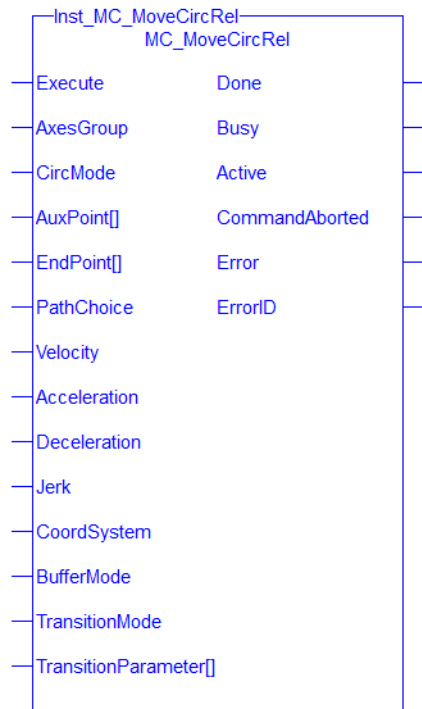 Inst_MC_MoveCircRel
MC_MoveCircRel
Execute Done
AxesGroup Busy
CircMode Active
AuxPoint[] CommandAborted
EndPoint[] Error
PathChoice ErrorID
Velocity
Acceleration
Deceleration
Jerk
CoordSystem
BufferMode
TransitionMode
TransitionParameter[]